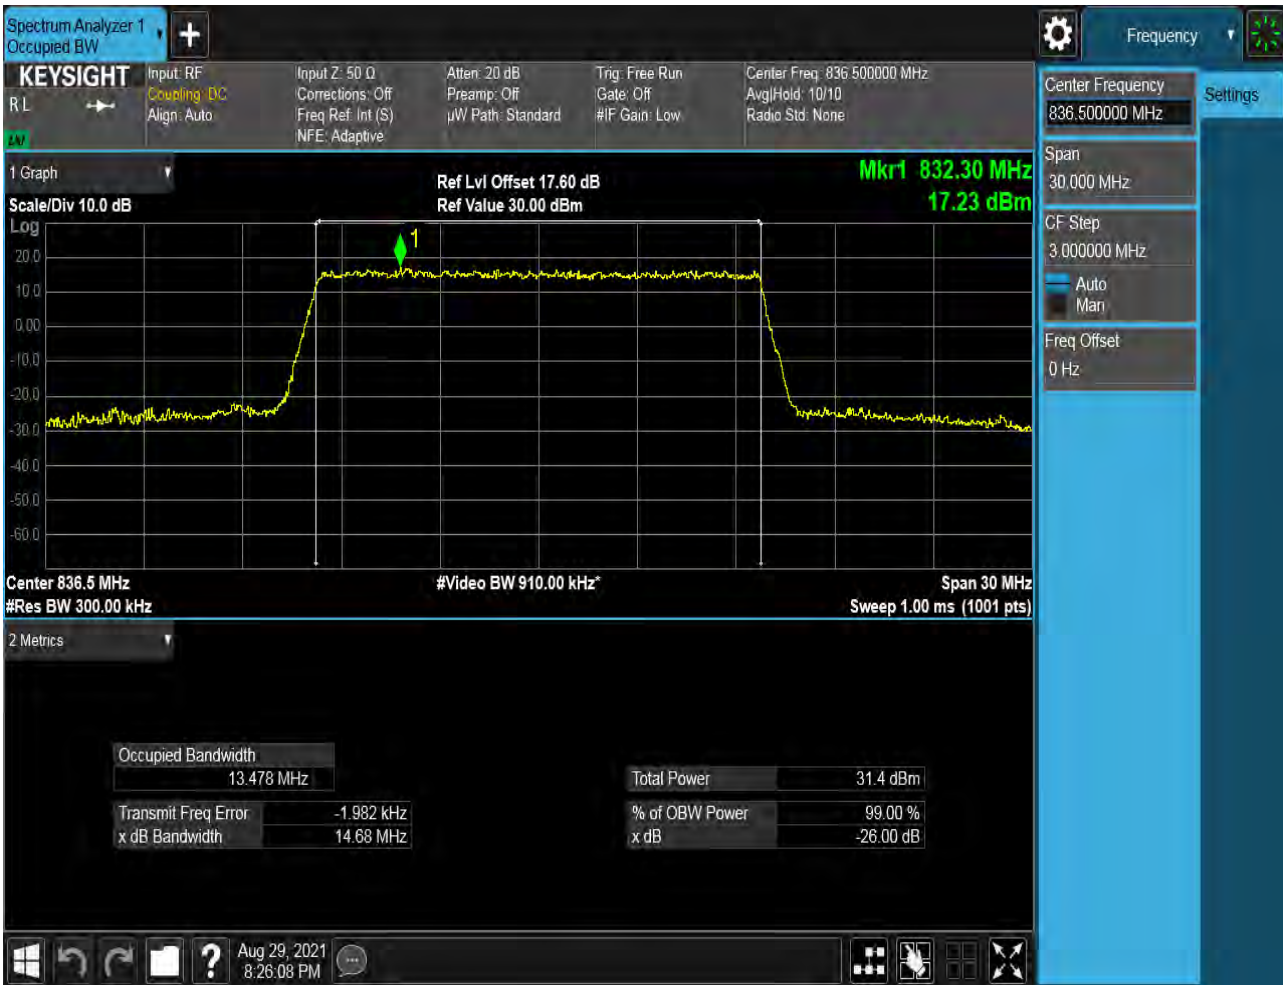 Spectrum Analyzer 1
Occupied BW
Frequency
KEYSIGHT
R L
Input: RF
Coupling: DC
Align: Auto
Input Z: 50 Ω
Corrections: Off
Freq Ref: Int (S)
NFE: Adaptive
Atten: 20 dB
Preamp: Off
µW Path: Standard
Trig: Free Run
Gate: Off
#IF Gain: Low
Center Freq: 836.500000 MHz
Avg|Hold: 10/10
Radio Std: None
Center Frequency
836.500000 MHz
Settings
Span
30.000 MHz
CF Step
3.000000 MHz
Auto
Man
Freq Offset
0 Hz
1 Graph
Scale/Div 10.0 dB
Ref Lvl Offset 17.60 dB
Ref Value 30.00 dBm
Mkr1 832.30 MHz
17.23 dBm
Log
1
20.0
10.0
0.00
-10.0
-20.0
-30.0
-40.0
-50.0
-60.0
Center 836.5 MHz
#Video BW 910.00 kHz*
Span 30 MHz
#Res BW 300.00 kHz
Sweep 1.00 ms (1001 pts)
2 Metrics
Occupied Bandwidth
13.478 MHz
Total Power 31.4 dBm
Transmit Freq Error -1.982 kHz
% of OBW Power 99.00 %
x dB Bandwidth 14.68 MHz
x dB -26.00 dB
?
Aug 29, 2021
8:26:08 PM